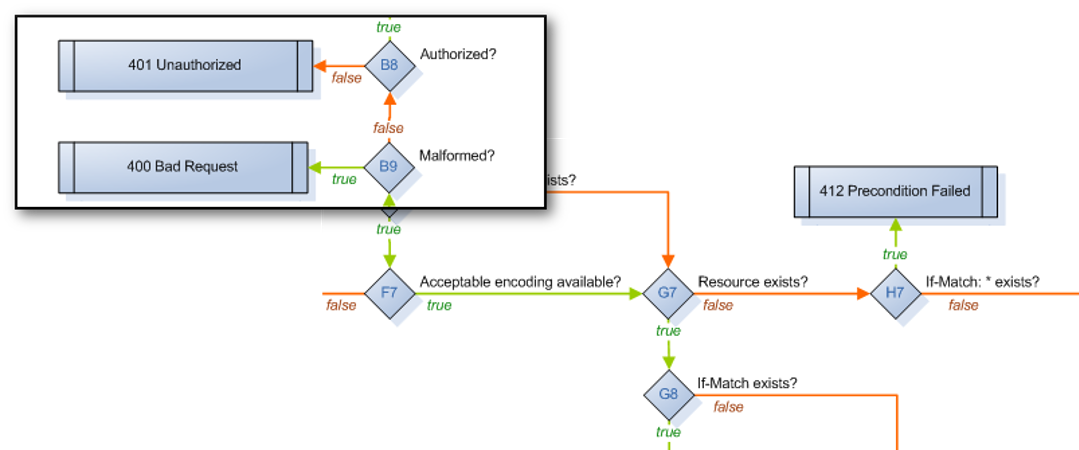 true
401 Unauthorized
B8
Authorized?
false
false
400 Bad Request
B9
Malformed?
true
ists?
412 Precondition Failed
true
true
F7
Acceptable encoding available?
G7
Resource exists?
H7
If-Match: * exists?
false
true
false
false
true
G8
If-Match exists?
false
true